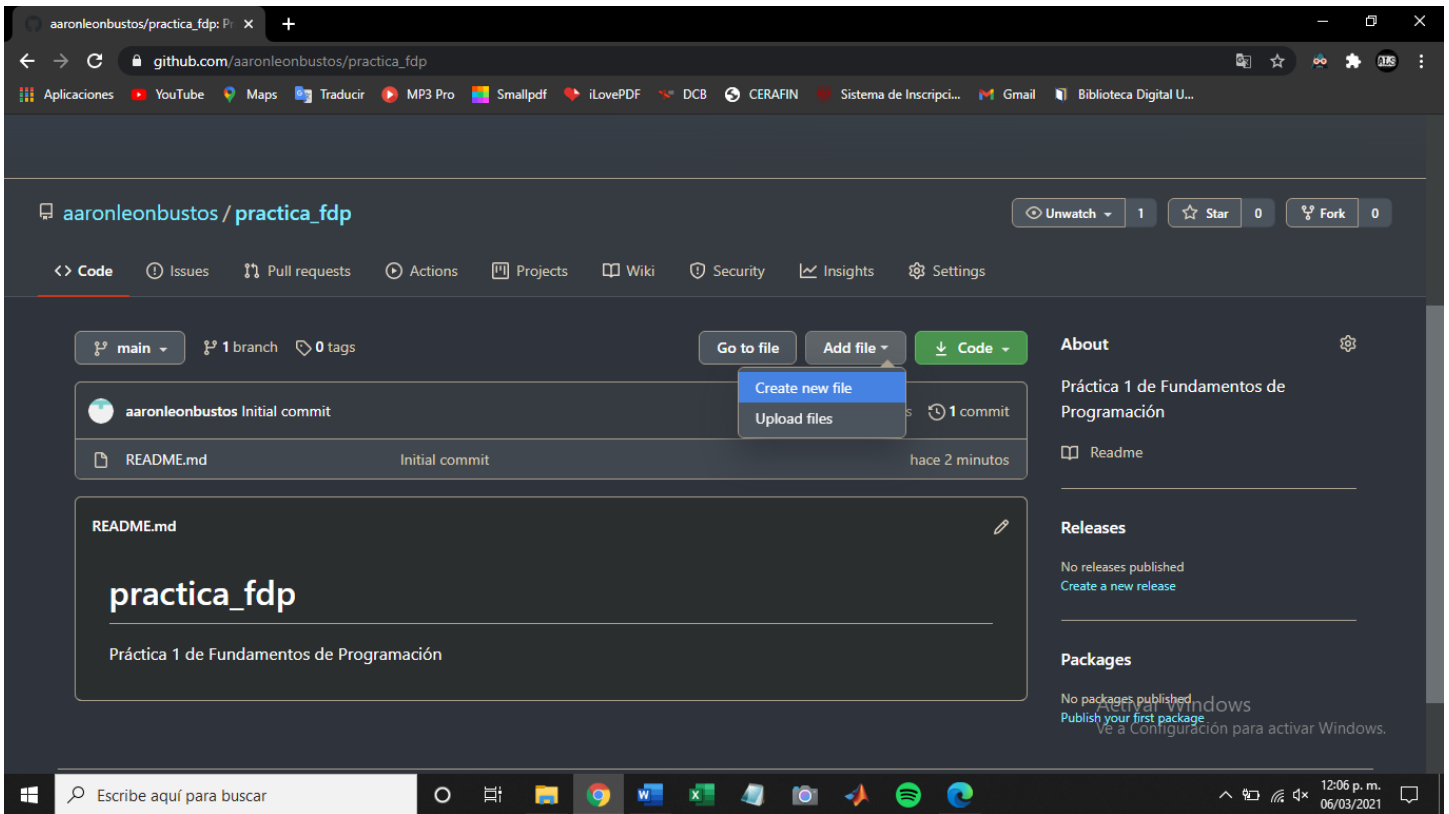 aaronleonbustos/practica_fdp: Pr
github.com/aaronleonbustos/practica_fdp
Aplicaciones YouTube Maps Traducir MP3 Pro Smallpdf iLovePDF DCB CERAFIN Sistema de Inscripci... Gmail Biblioteca Digital U...
aaronleonbustos / practica_fdp
Unwatch 1 Star 0 Fork 0
Code Issues Pull requests Actions Projects Wiki Security Insights Settings
main 1 branch 0 tags
Go to file Add file Code
Create new file
Upload files
aaronleonbustos Initial commit
1 commit
README.md Initial commit hace 2 minutos
README.md
practica_fdp
Práctica 1 de Fundamentos de Programación
About
Práctica 1 de Fundamentos de
Programación
Readme
Releases
No releases published
Create a new release
Packages
No packages published
Publish your first package
Activar Windows
Ve a Configuración para activar Windows.
Escribe aquí para buscar
12:06 p. m.
06/03/2021